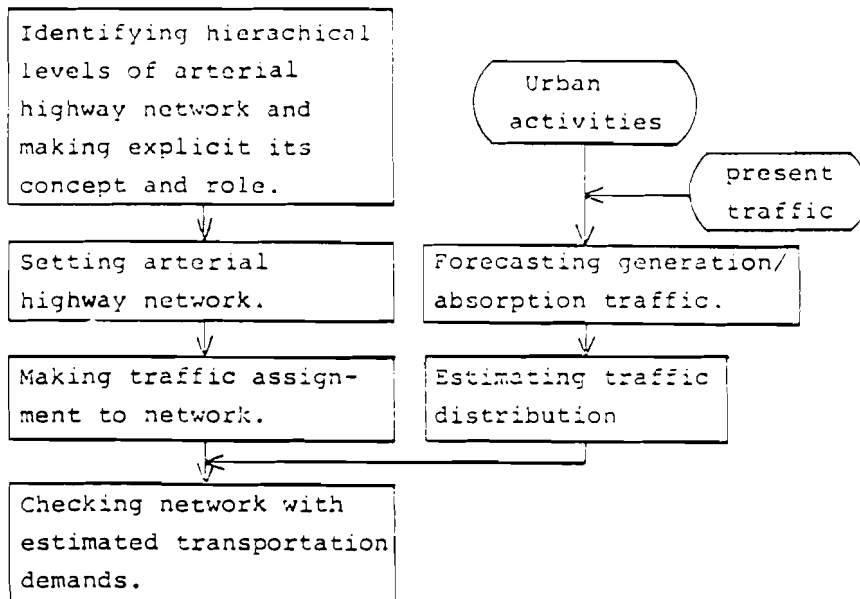 Identifying hierachical
levels of arterial
highway network and
making explicit its
concept and role.
Urban
activities
present
traffic
Setting arterial
highway network.
Forecasting generation/
absorption traffic.
Making traffic assign-
ment to network.
Estimating traffic
distribution
Checking network with
estimated transportation
demands.